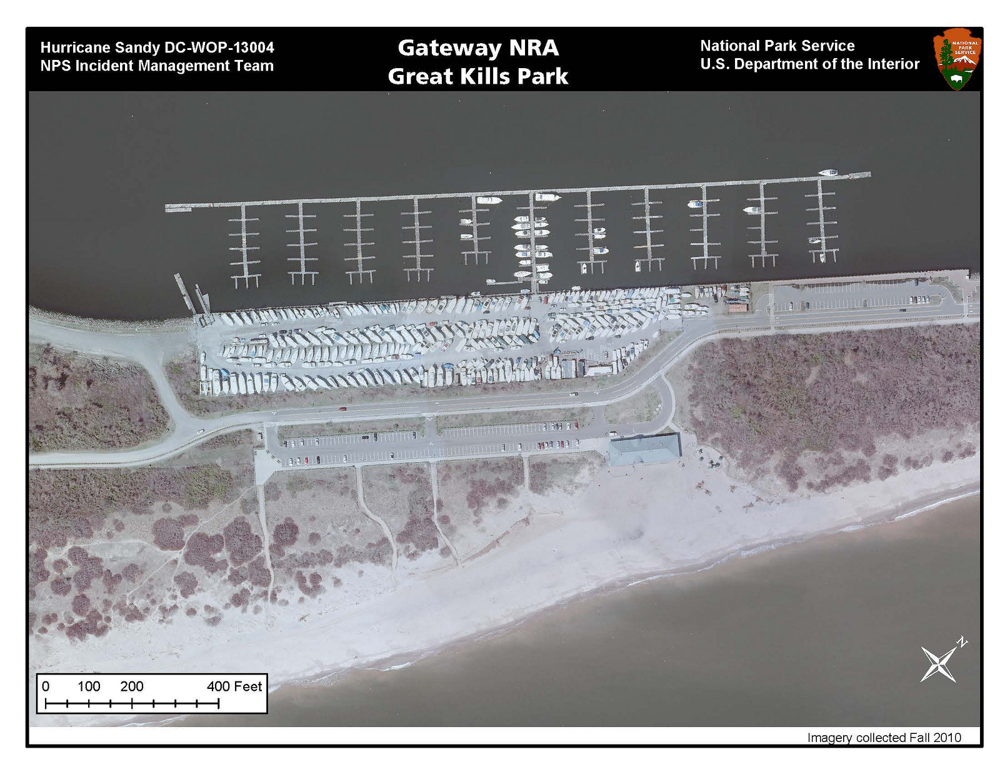 Hurricane Sandy DC-WOP-13004
NPS Incident Management Team
Gateway NRA
Great Kills Park
National Park Service
U.S. Department of the Interior
NATIONAL
PARK
SERVICE
N
0 100 200 400 Feet
Imagery collected Fall 2010